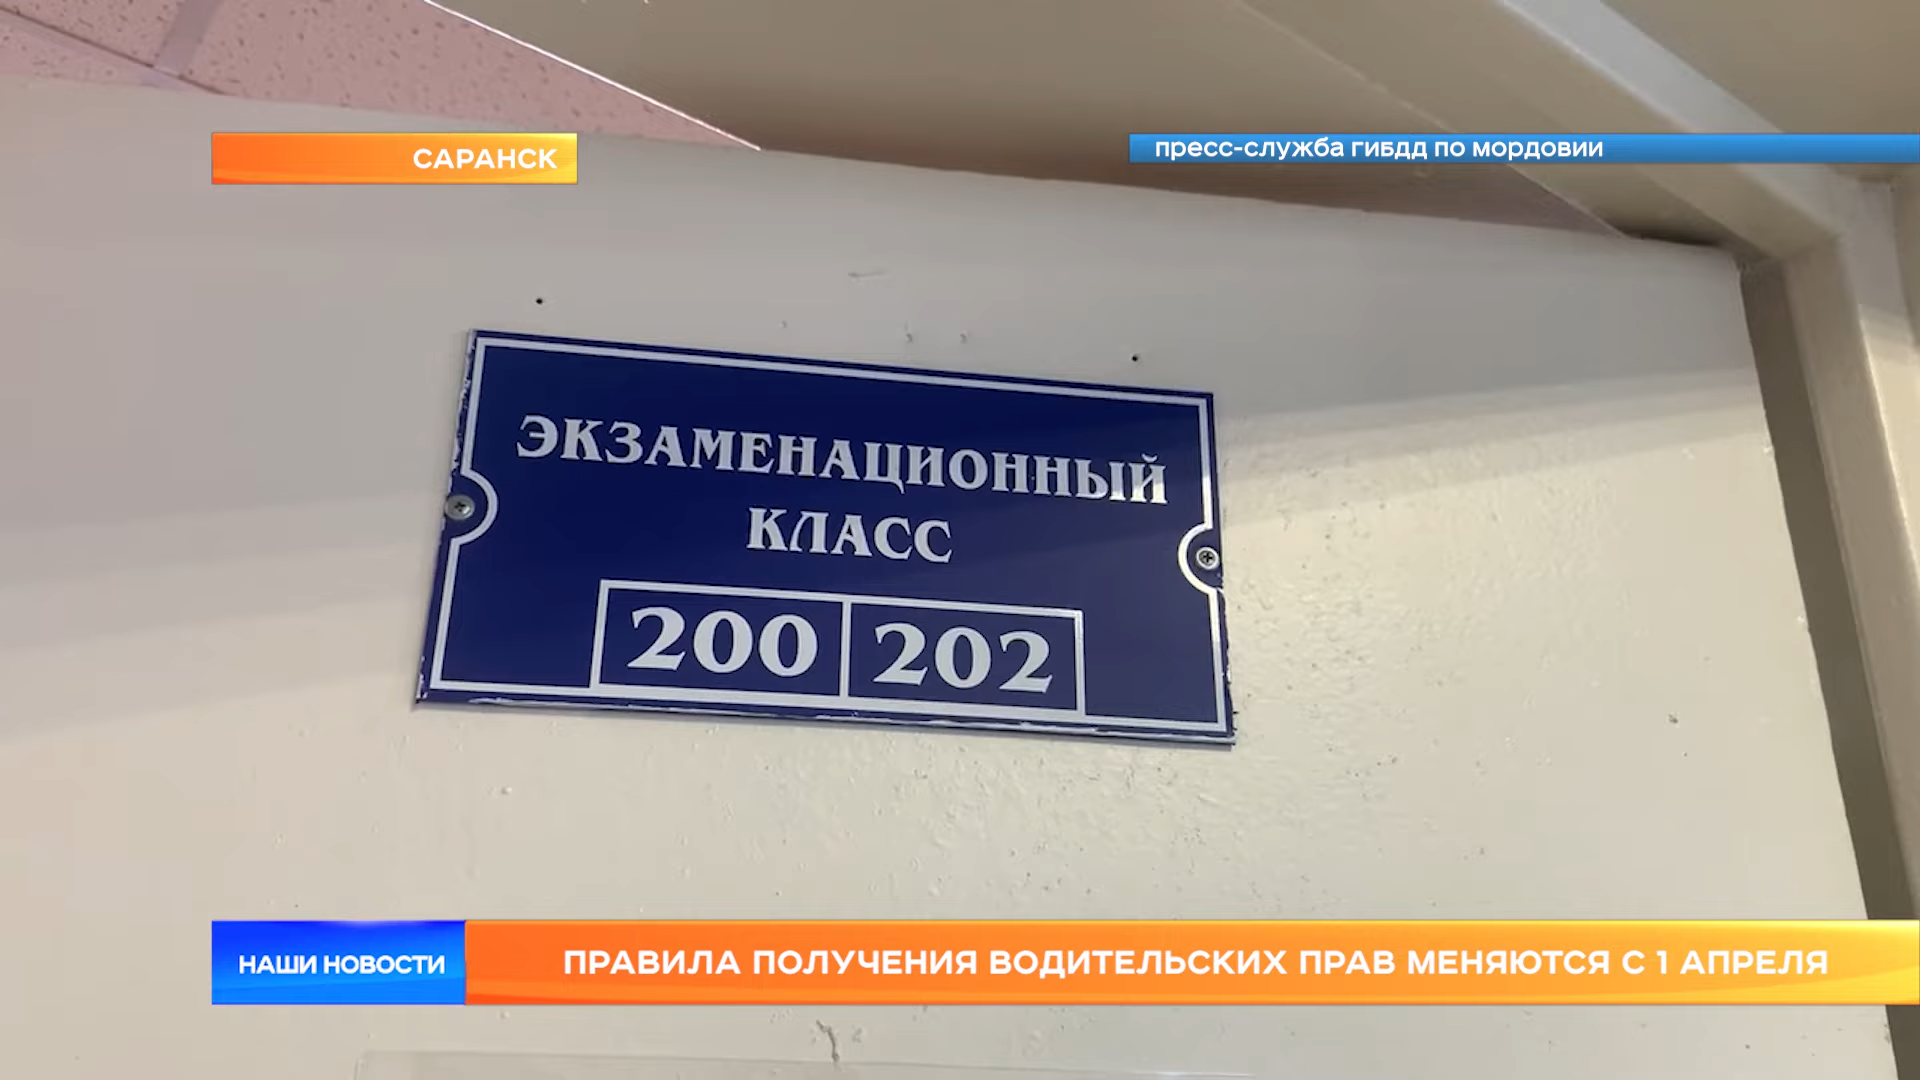 САРАНСК
ПРЕСС-СЛУЖБА ГИБДД ПО МОРДОВИИ
ЭКЗАМЕНАЦИОННЫЙ
КЛАСС
200 202
НАШИ НОВОСТИ
ПРАВИЛА ПОЛУЧЕНИЯ ВОДИТЕЛЬСКИХ ПРАВ МЕНЯЮТСЯ С 1 АПРЕЛЯ